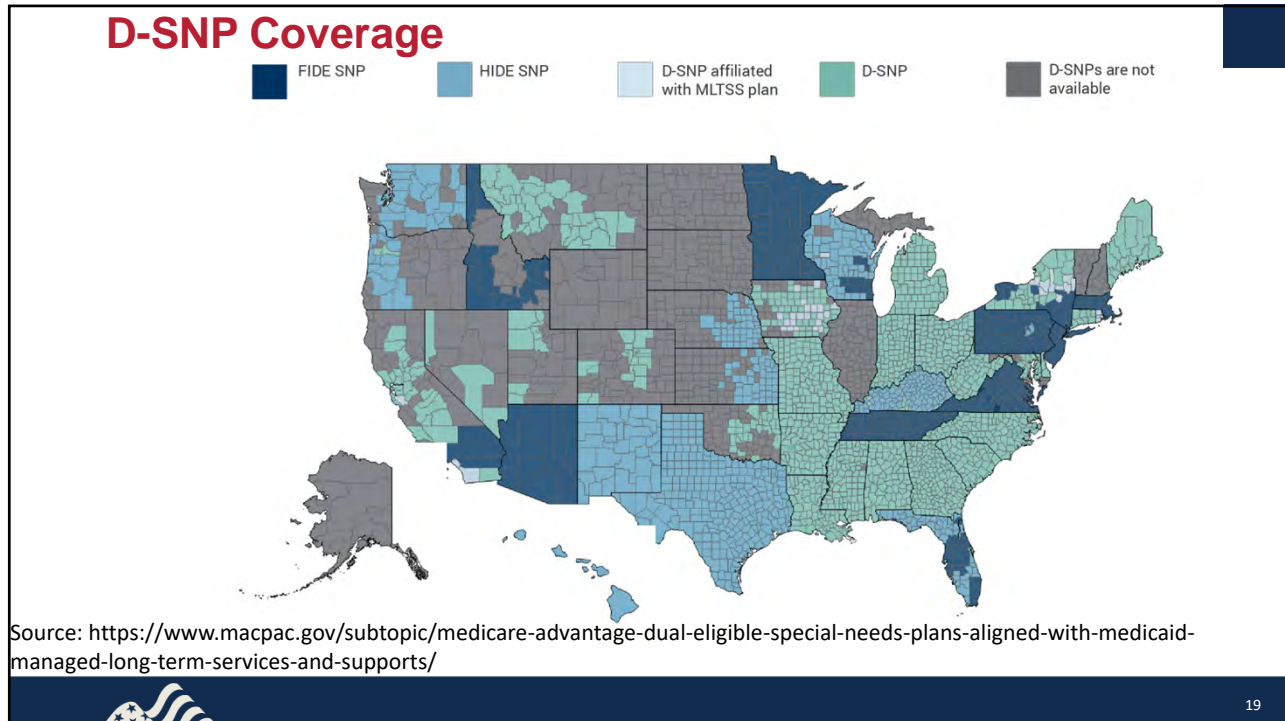 D-SNP Coverage
FIDE SNP
HIDE SNP
D-SNP affiliated
with MLTSS plan
D-SNP
D-SNPs are not
available
Source: https://www.macpac.gov/subtopic/medicare-advantage-dual-eligible-special-needs-plans-aligned-with-medicaid-
managed-long-term-services-and-supports/
19